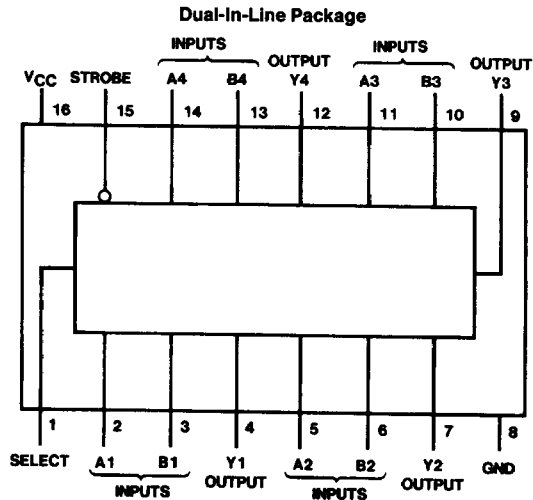 Dual-In-Line Package
INPUTS INPUTS
OUTPUT OUTPUT
VCC STROBE A4 B4 Y4 A3 B3 Y3
16 15 14 13 12 11 10 9
1 2 3 4 5 6 7 8
SELECT A1 B1 Y1 A2 B2 Y2 GND
OUTPUT OUTPUT
INPUTS INPUTS